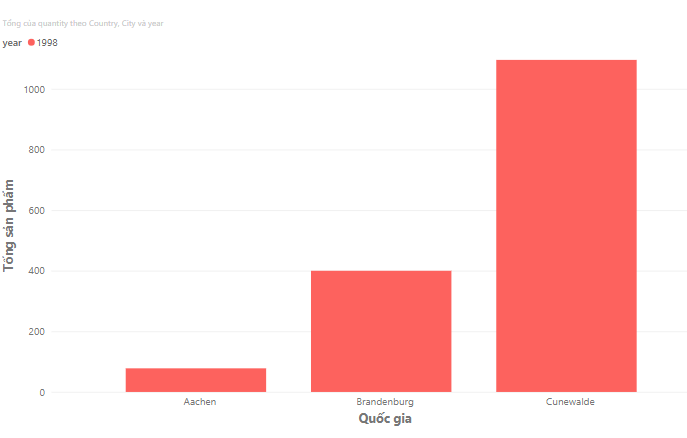 Tổng của quantity theo Country, City và year
year 1998
1000
800
600
400
200
0
Tổng sản phẩm
Aachen Brandenburg Cunewalde
Quốc gia